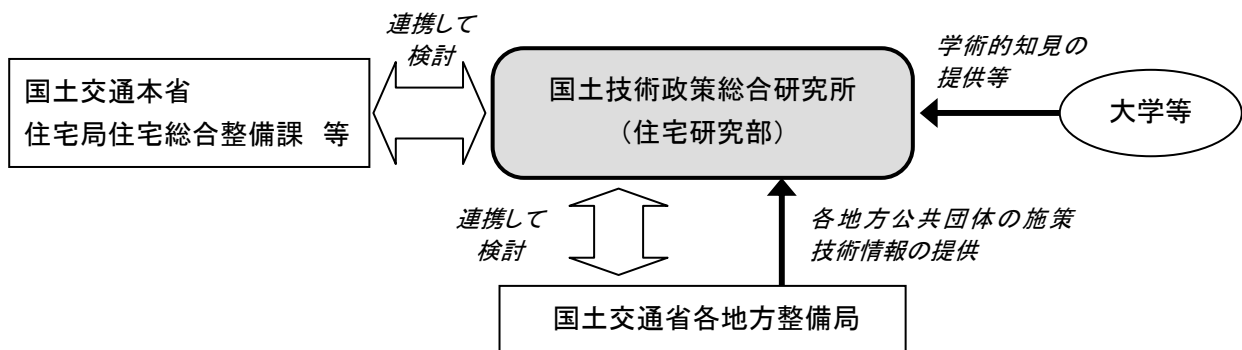 連携して
検討
国土交通本省
住宅局住宅総合整備課 等
国土技術政策総合研究所
（住宅研究部）
学術的知見の
提供等
大学等
連携して
検討
各地方公共団体の施策
技術情報の提供
国土交通省各地方整備局